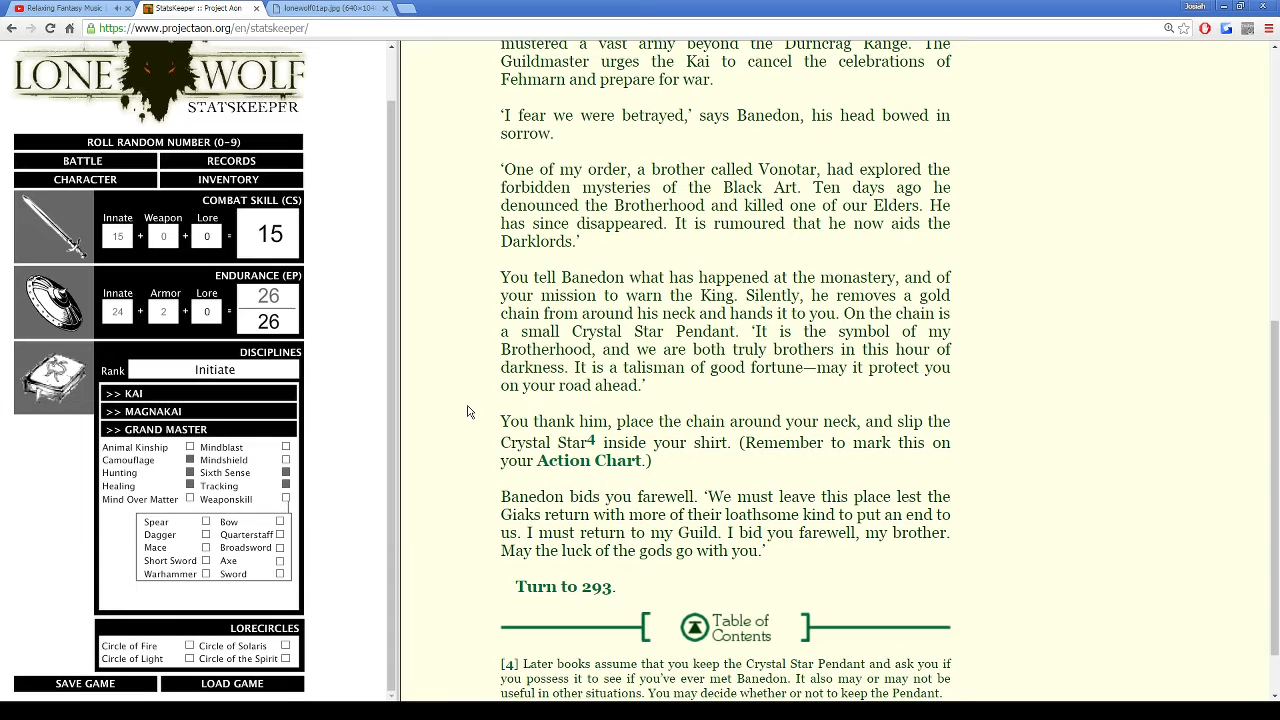 Relaxing Fantasy Music
StatsKeeper :: Project Aon
lonewolf01ap.jpg (640×104
Josiah
https://www.projectaon.org/en/statskeeper/
LONE WOLF
STATSKEEPER
ROLL RANDOM NUMBER (0-9)
BATTLE RECORDS
CHARACTER INVENTORY
COMBAT SKILL (CS)
Innate Weapon Lore
15 + 0 + 0 = 15
ENDURANCE (EP)
Innate Armor Lore
26
24 + 2 + 0 = 26
DISCIPLINES
Rank Initiate
>> KAI
>> MAGNAKAI
>> GRAND MASTER
Animal Kinship Mindblast
Camouflage Mindshield
Hunting Sixth Sense
Healing Tracking
Mind Over Matter Weaponskill
Spear Bow
Dagger Quarterstaff
Mace Broadsword
Short Sword Axe
Warhammer Sword
LORECIRCLES
Circle of Fire Circle of Solaris
Circle of Light Circle of the Spirit
SAVE GAME LOAD GAME
mustered a vast army beyond the Durncrag Range. The
Guildmaster urges the Kai to cancel the celebrations of
Fehmarn and prepare for war.
‘I fear we were betrayed,’ says Banedon, his head bowed in
sorrow.
‘One of my order, a brother called Vonotar, had explored the
forbidden mysteries of the Black Art. Ten days ago he
denounced the Brotherhood and killed one of our Elders. He
has since disappeared. It is rumoured that he now aids the
Darklords.’
You tell Banedon what has happened at the monastery, and of
your mission to warn the King. Silently, he removes a gold
chain from around his neck and hands it to you. On the chain is
a small Crystal Star Pendant. ‘It is the symbol of my
Brotherhood, and we are both truly brothers in this hour of
darkness. It is a talisman of good fortune—may it protect you
on your road ahead.’
You thank him, place the chain around your neck, and slip the
Crystal Star4 inside your shirt. (Remember to mark this on
your Action Chart.)
Banedon bids you farewell. ‘We must leave this place lest the
Giaks return with more of their loathsome kind to put an end to
us. I must return to my Guild. I bid you farewell, my brother.
May the luck of the gods go with you.’
Turn to 293.
Table of
Contents
[4] Later books assume that you keep the Crystal Star Pendant and ask you if
you possess it to see if you’ve ever met Banedon. It also may or may not be
useful in other situations. You may decide whether or not to keep the Pendant.